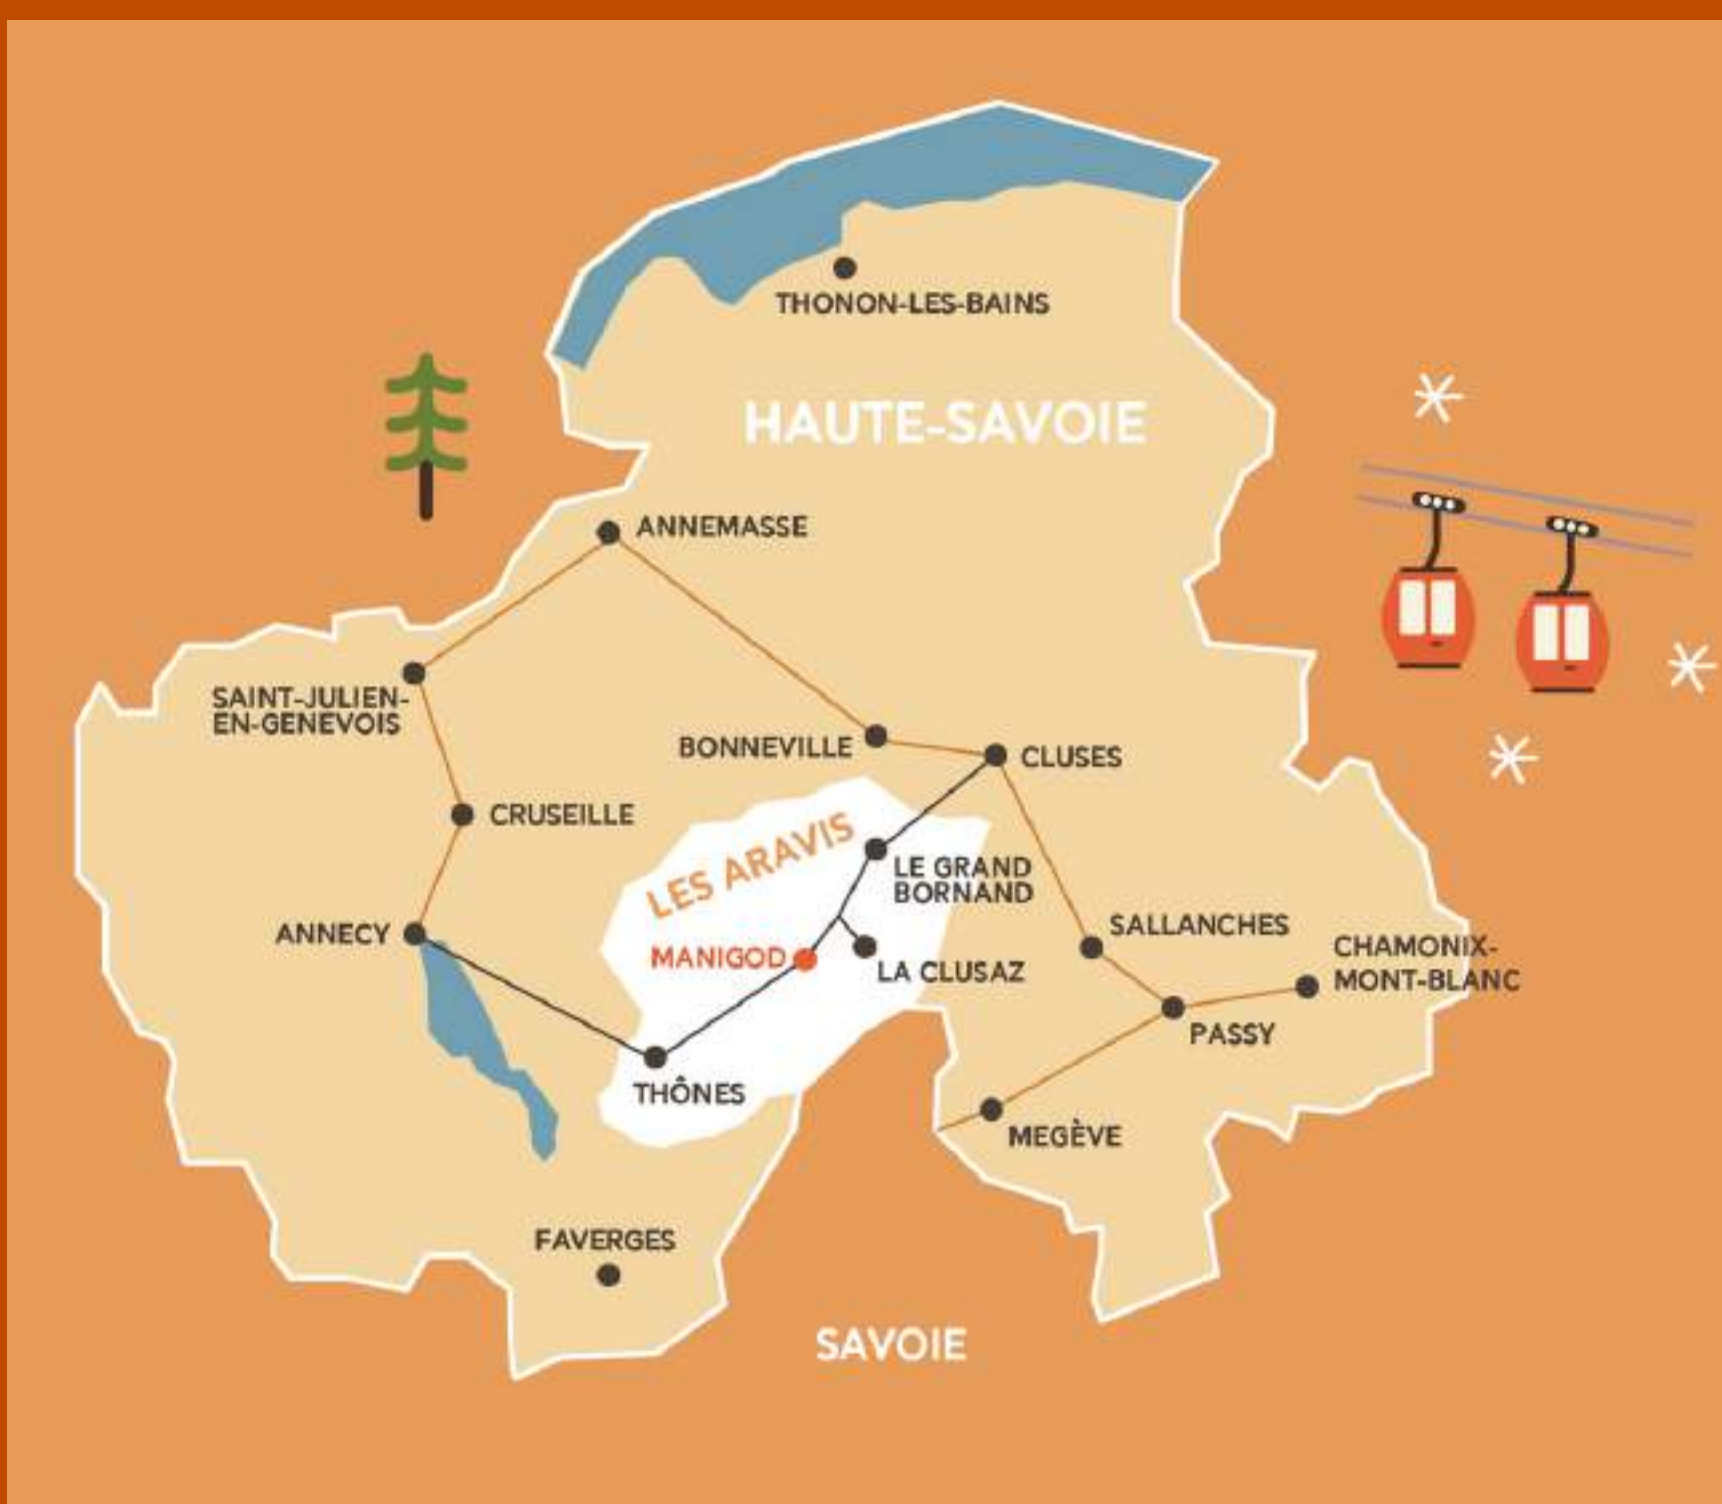 THONON-LES-BAINS
HAUTE-SAVOIE
ANNEMASSE
SAINT-JULIEN-
EN-GENEVOIS
BONNEVILLE
CLUSES
CRUSEILLE
LES ARAVIS
LE GRAND
BORNAND
ANNECY
MANIGOD
LA CLUSAZ
SALLANCHES
CHAMONIX-
MONT-BLANC
PASSY
THÔNES
MEGÈVE
FAVERGES
SAVOIE